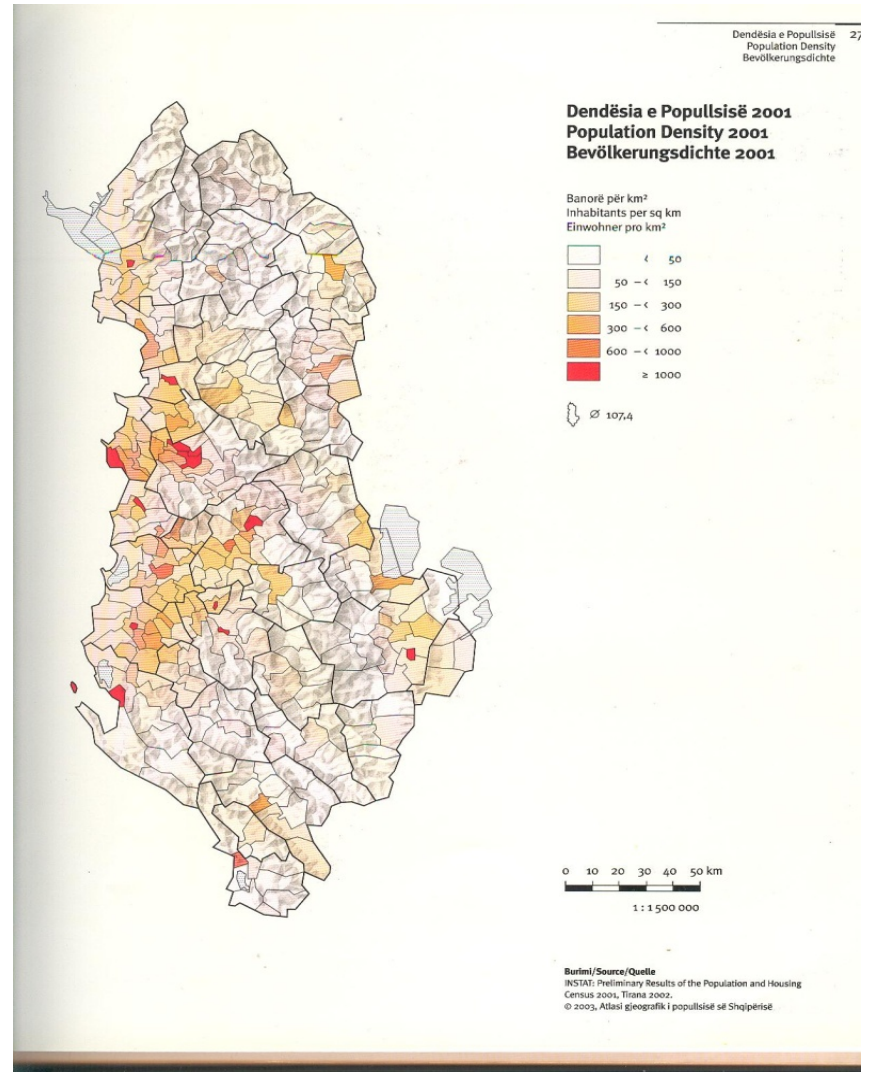 Dendësia e Popullsisë 27
Population Density
Bevölkerungsdichte
Dendësia e Popullsisë 2001
Population Density 2001
Bevölkerungsdichte 2001
Banorë për km²
Inhabitants per sq km
Einwohner pro km²
‹ 50
50 – ‹ 150
150 – ‹ 300
300 – ‹ 600
600 – ‹ 1000
≥ 1000
Ø 107,4
0 10 20 30 40 50 km
1 : 1 500 000
Burimi/Source/Quelle
INSTAT: Preliminary Results of the Population and Housing
Census 2001, Tirana 2002.
© 2003, Atlasi gjeografik i popullsisë së Shqipërisë